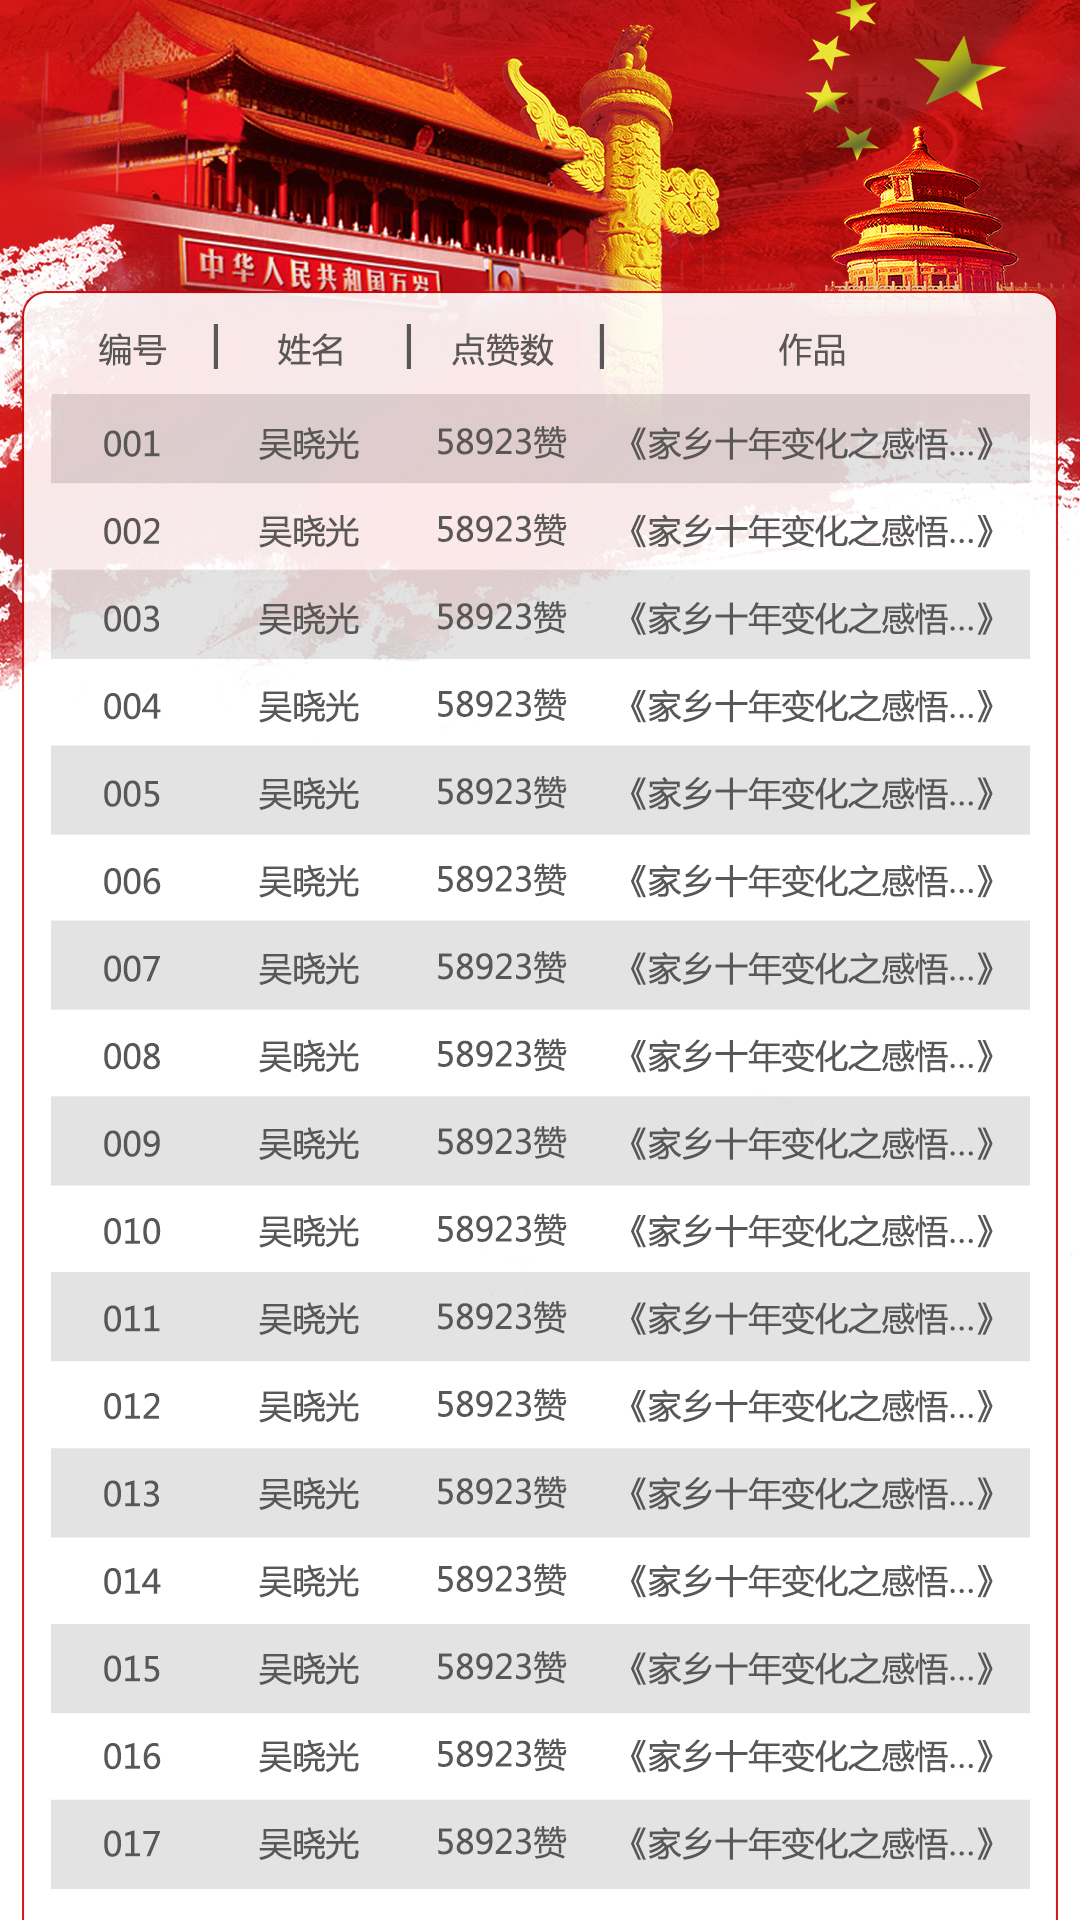 中华人民共和国万岁
编号 姓名 点赞数 作品
001 吴晓光 58923赞 《家乡十年变化之感悟...》
002 吴晓光 58923赞 《家乡十年变化之感悟...》
003 吴晓光 58923赞 《家乡十年变化之感悟...》
004 吴晓光 58923赞 《家乡十年变化之感悟...》
005 吴晓光 58923赞 《家乡十年变化之感悟...》
006 吴晓光 58923赞 《家乡十年变化之感悟...》
007 吴晓光 58923赞 《家乡十年变化之感悟...》
008 吴晓光 58923赞 《家乡十年变化之感悟...》
009 吴晓光 58923赞 《家乡十年变化之感悟...》
010 吴晓光 58923赞 《家乡十年变化之感悟...》
011 吴晓光 58923赞 《家乡十年变化之感悟...》
012 吴晓光 58923赞 《家乡十年变化之感悟...》
013 吴晓光 58923赞 《家乡十年变化之感悟...》
014 吴晓光 58923赞 《家乡十年变化之感悟...》
015 吴晓光 58923赞 《家乡十年变化之感悟...》
016 吴晓光 58923赞 《家乡十年变化之感悟...》
017 吴晓光 58923赞 《家乡十年变化之感悟...》